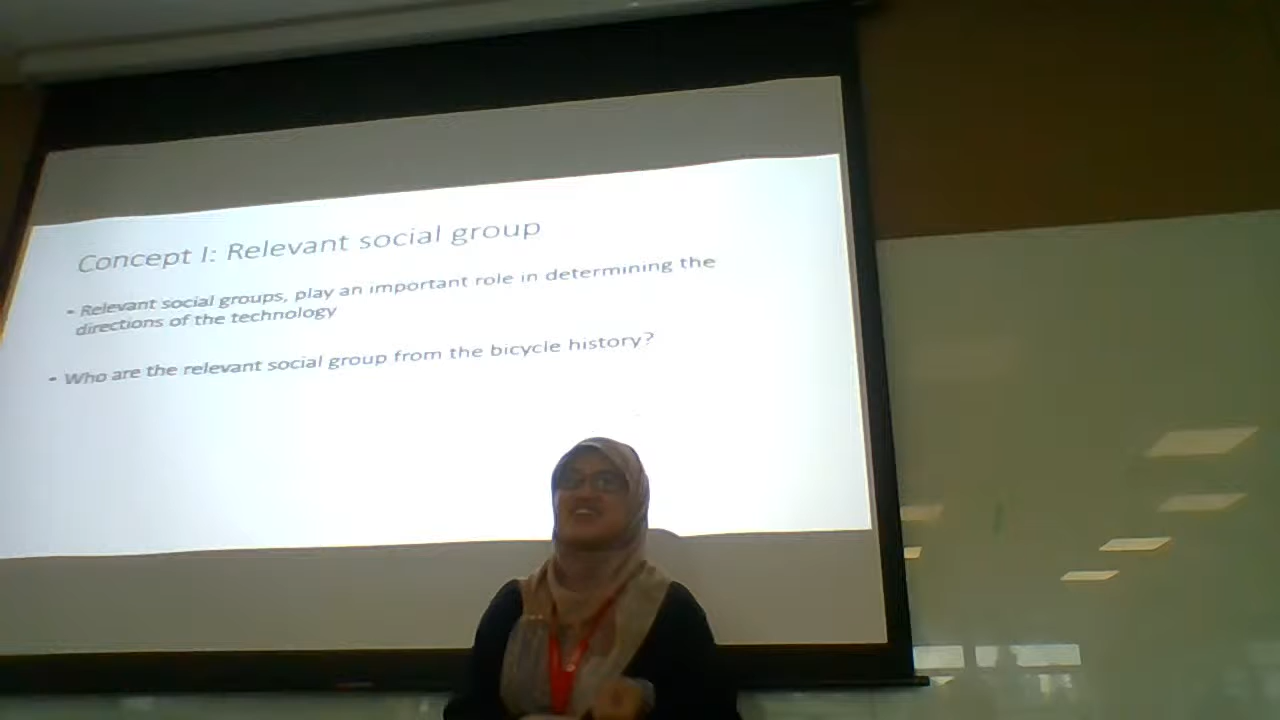 Concept I: Relevant social group
- Relevant social groups, play an important role in determining the
directions of the technology
- Who are the relevant social group from the bicycle history?